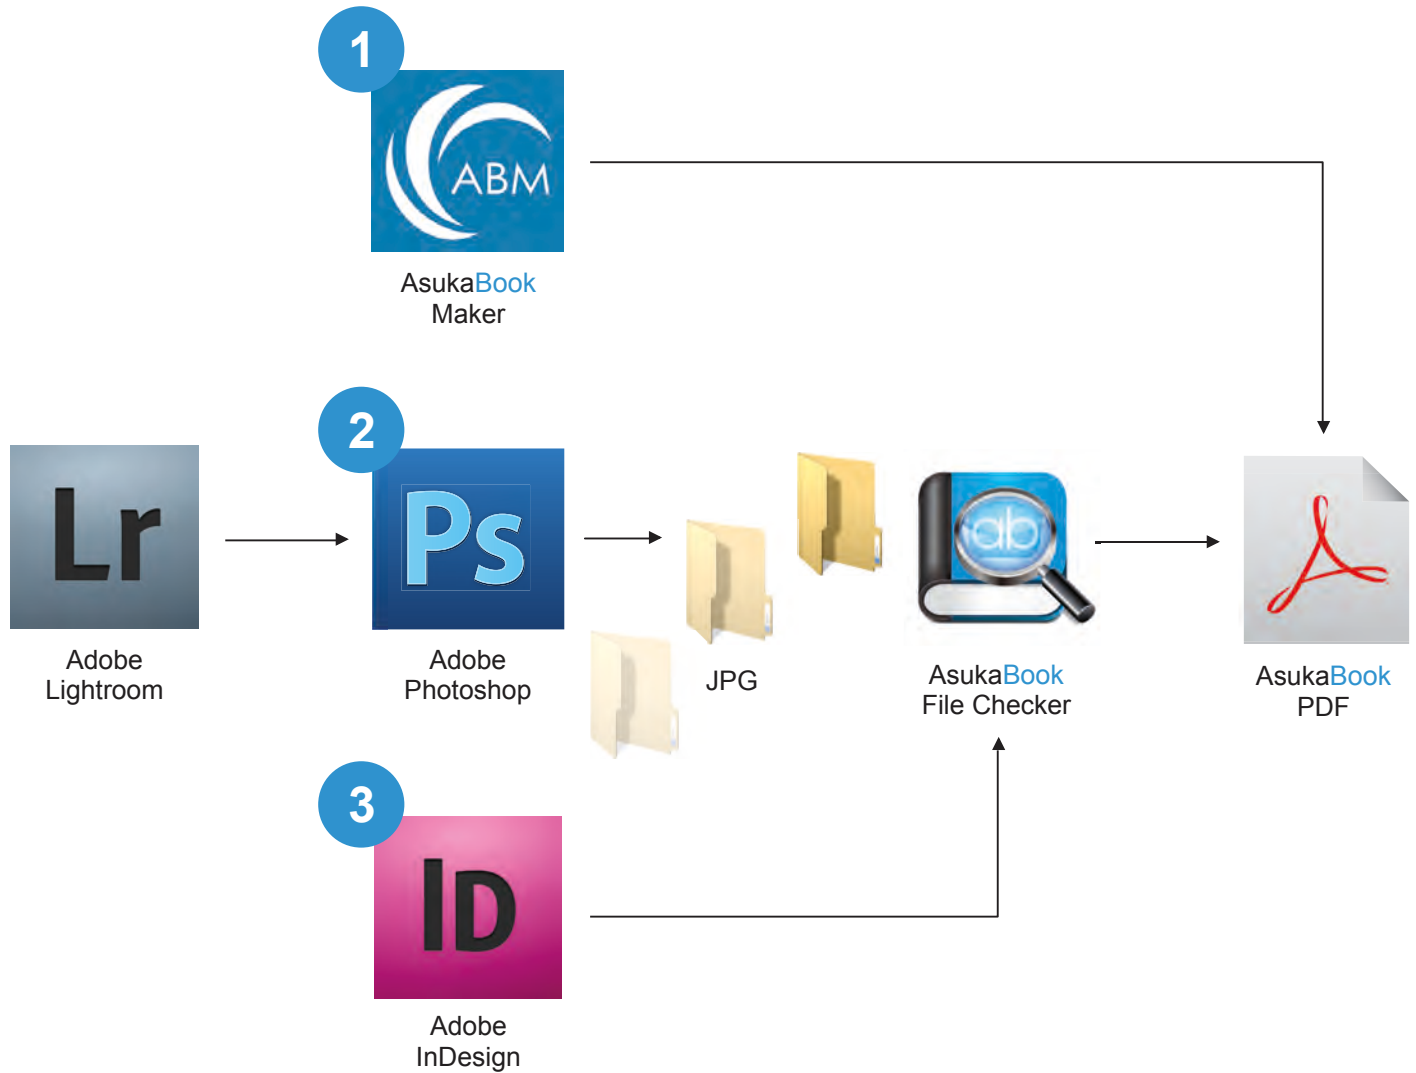 1
ABM
AsukaBook
Maker
2
Lr
Ps
ab
Adobe
Lightroom
Adobe
Photoshop
JPG
AsukaBook
File Checker
AsukaBook
PDF
3
ID
Adobe
InDesign